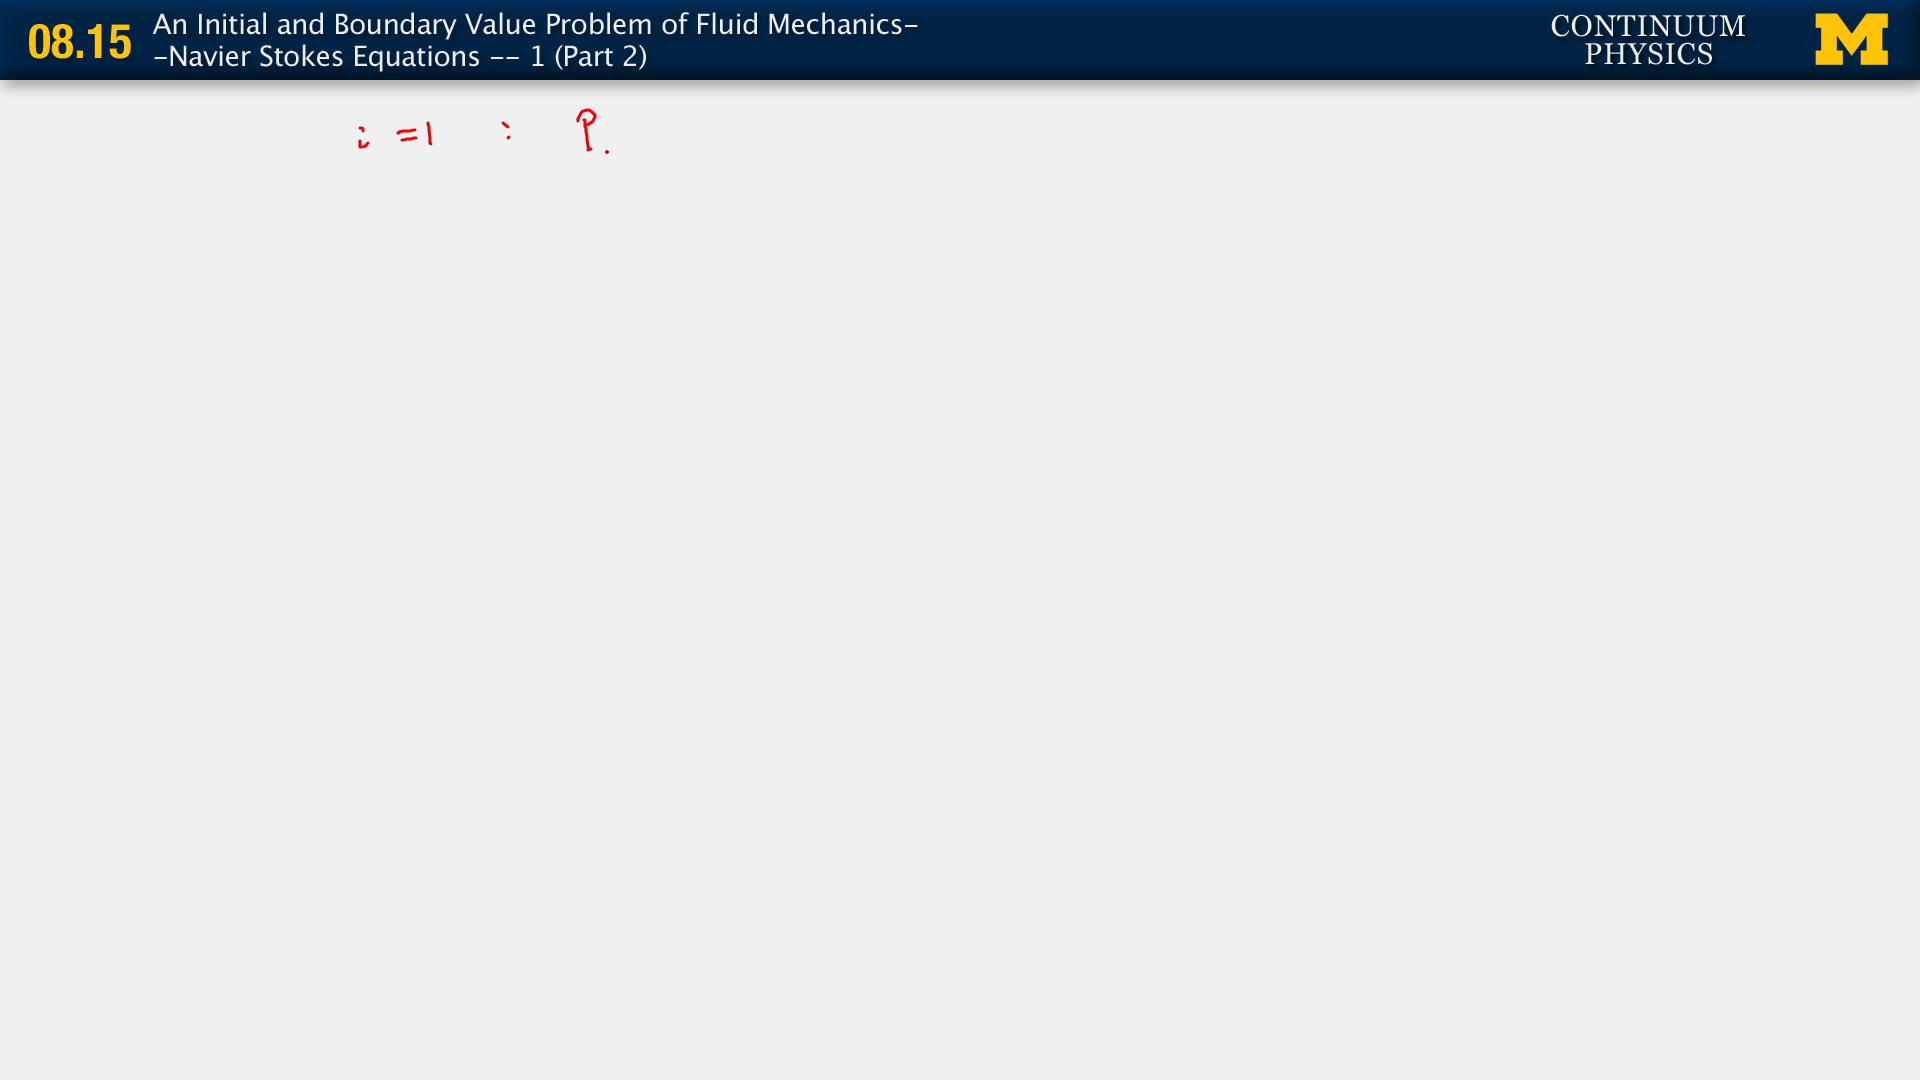 08.15
An Initial and Boundary Value Problem of Fluid Mechanics-
-Navier Stokes Equations -- 1 (Part 2)
CONTINUUM
PHYSICS
M
i =1 : P